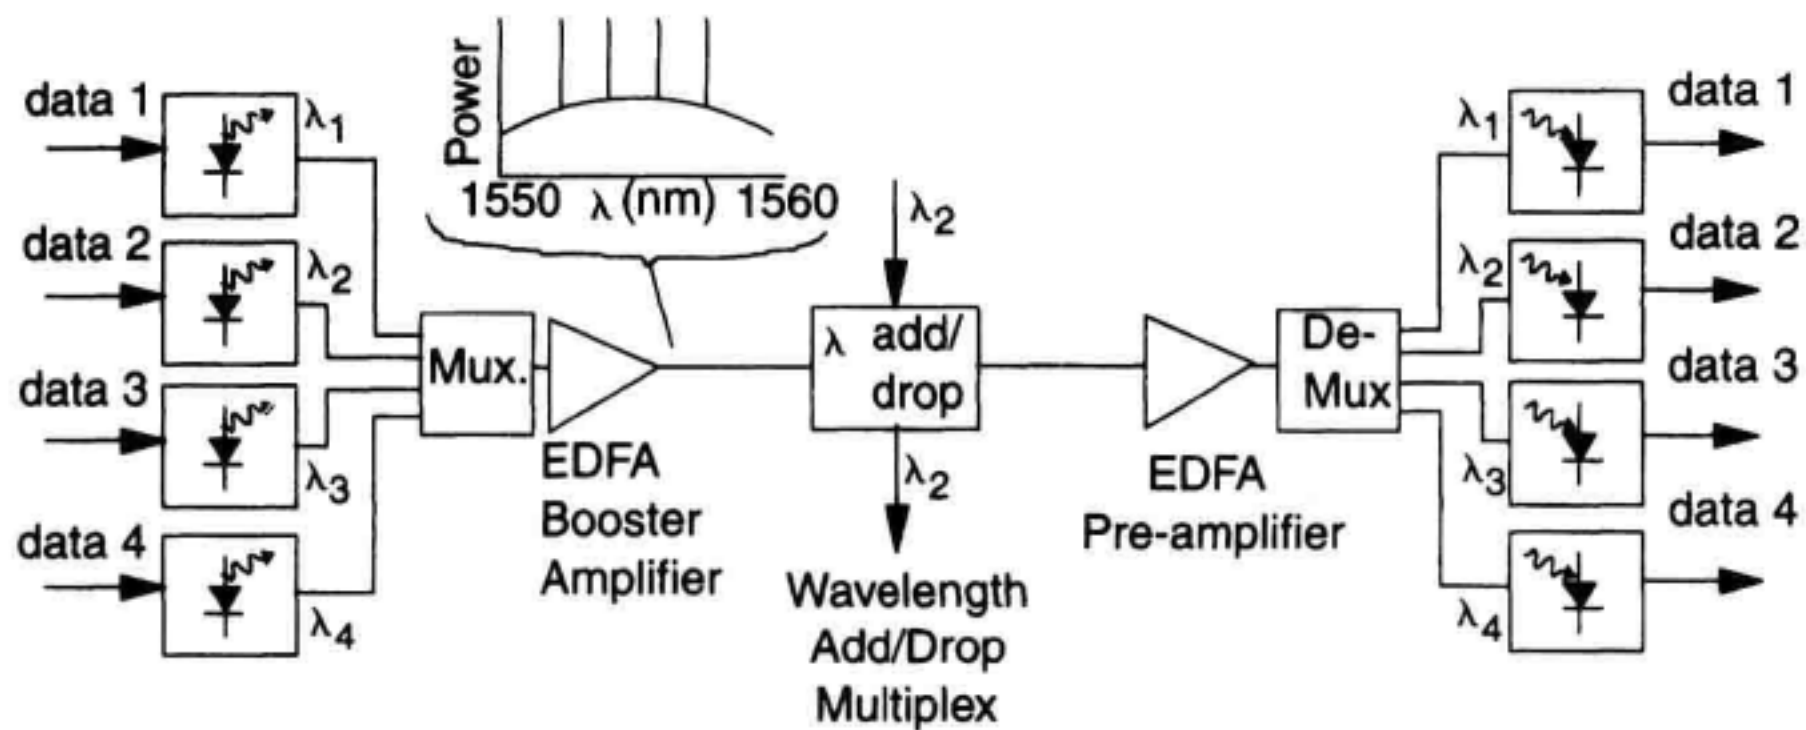 Power
1550 λ (nm) 1560
data 1
λ1
data 2
λ2
data 3
λ3
data 4
λ4
Mux.
EDFA
Booster
Amplifier
λ2
λ add/
drop
λ2
Wavelength
Add/Drop
Multiplex
EDFA
Pre-amplifier
De-
Mux
λ1
data 1
λ2
data 2
λ3
data 3
λ4
data 4